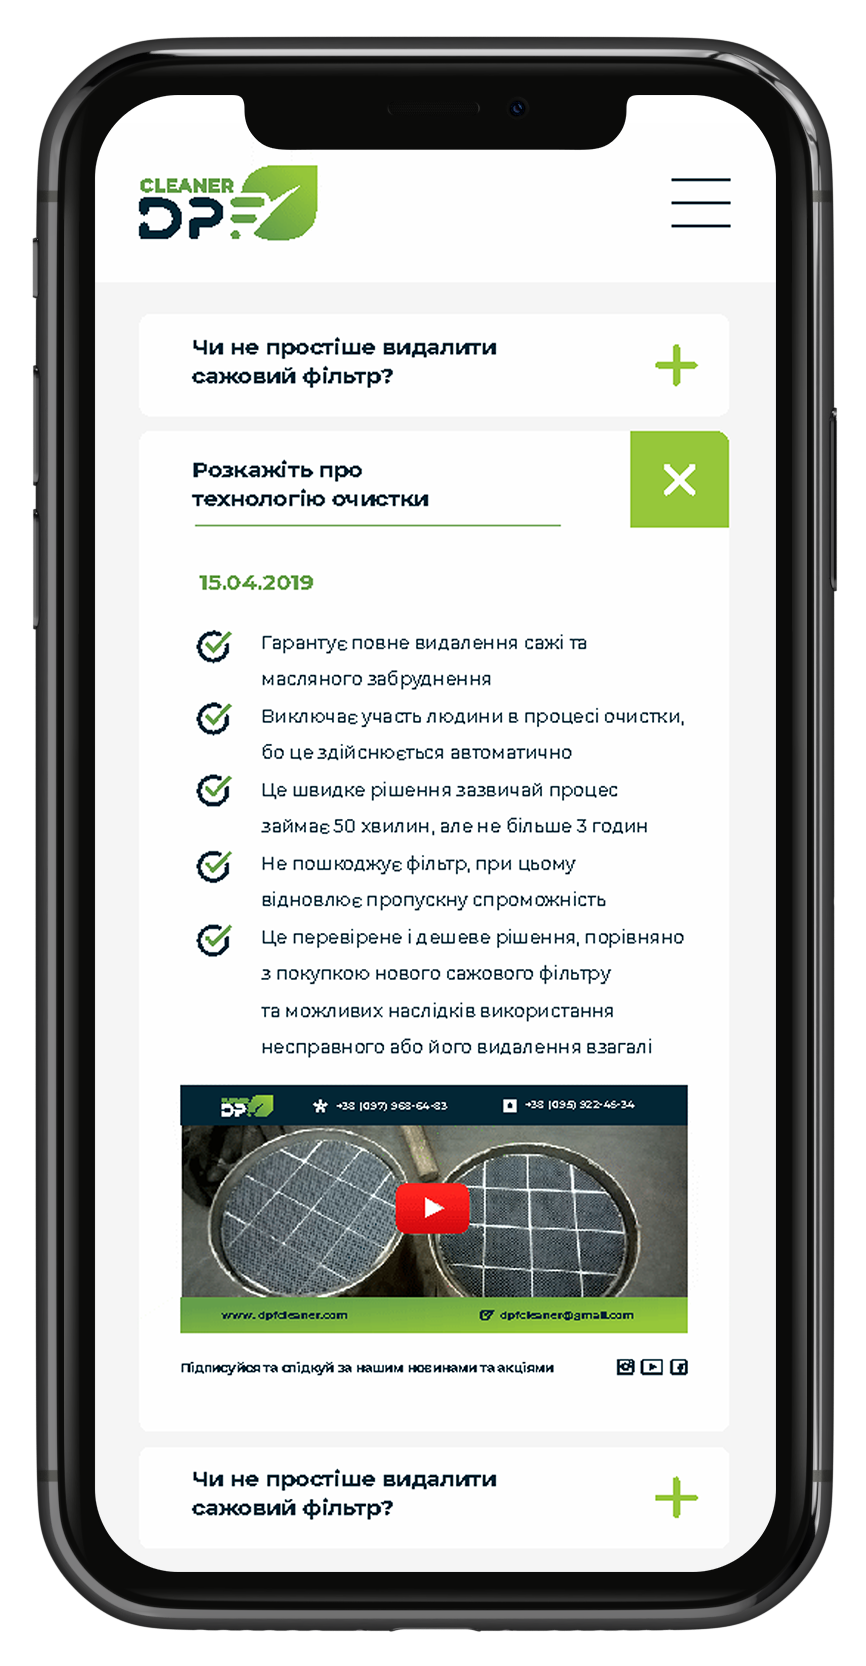 CLEANER
DPF
Чи не простіше видалити
сажовий фільтр?
Розкажіть про
технологію очистки
15.04.2019
Гарантує повне видалення сажі та
масляного забруднення
Виключає участь людини в процесі очистки,
бо це здійснюється автоматично
Це швидке рішення зазвичай процес
займає 50 хвилин, але не більше 3 годин
Не пошкоджує фільтр, при цьому
відновлює пропускну спроможність
Це перевірене і дешеве рішення, порівняно
з покупкою нового сажового фільтру
та можливих наслідків використання
несправного або його видалення взагалі
DPF +38 (097) 968-64-83 +38 (095) 922-45-34
www.dpfcleaner.com dpfcleaner@gmail.com
Підписуйся та слідкуй за нашим новинами та акціями
Чи не простіше видалити
сажовий фільтр?